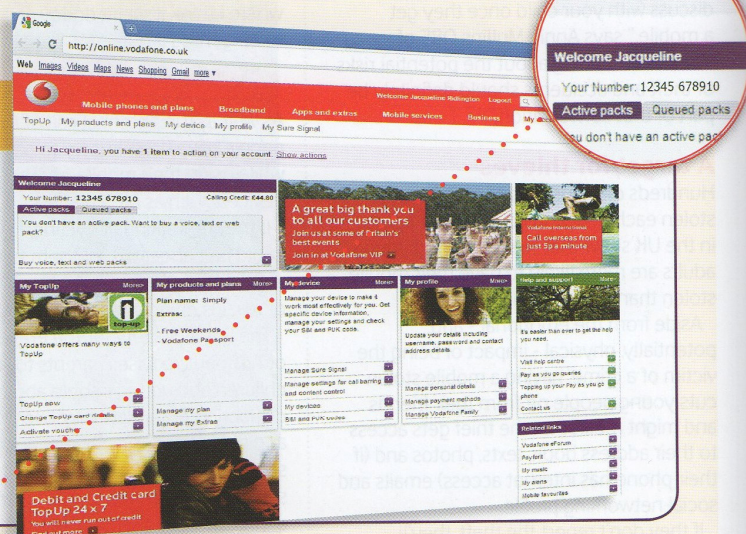 discuss with your
Google
http://online.vodafone.co.uk
Web Images Videos Maps News Shopping Gmail more
Welcome Jacqueline Ridlington Logout
Mobile phones and plans Broadband Apps and extras Mobile services Business My
TopUp My products and plans My device My profile My Sure Signal
Hi Jacqueline, you have 1 item to action on your account. Show actions
Welcome Jacqueline
Your Number: 12345 678910 Calling Credit: £44.80
Active packs Queued packs
You don't have an active pack. Want to buy a voice, text or web
pack?
Buy voice, text and web packs
A great big thank you
to all our customers
Join us at some of Britain's
best events
Join in at Vodafone VIP
Vodafone International
Call overseas from
just 5p a minute
My TopUp More>
top-up
Vodafone offers many ways to
TopUp
TopUp now
Change TopUp card details
Activate voucher
My products and plans More>
Plan name: Simply
Extras:
- Free Weekends
- Vodafone Passport
Manage my plan
Manage my Extras
My device More>
Manage your device to make it
work most effectively for you. Get
specific device information,
manage your settings and check
your SIM and PUK code.
Manage Sure Signal
Manage settings for call barring
and content control
My devices
SIM and PUK codes
My profile More>
Update your details including
username, password and contact
address details
Manage personal details
Manage payment methods
Manage Vodafone Family
Help and support More>
It's easier than ever to get the help
you need.
Visit help centre
Pay as you go queries
Topping up your Pay as you go
phone
Contact us
Related links
Vodafone eForum
Payforit
My music
My alerts
Mobile favourites
Debit and Credit card
TopUp 24 x 7
You will never run out of credit
Find out more
Welcome Jacqueline
Your Number: 12345 678910
Active packs Queued packs
you don't have an active pac